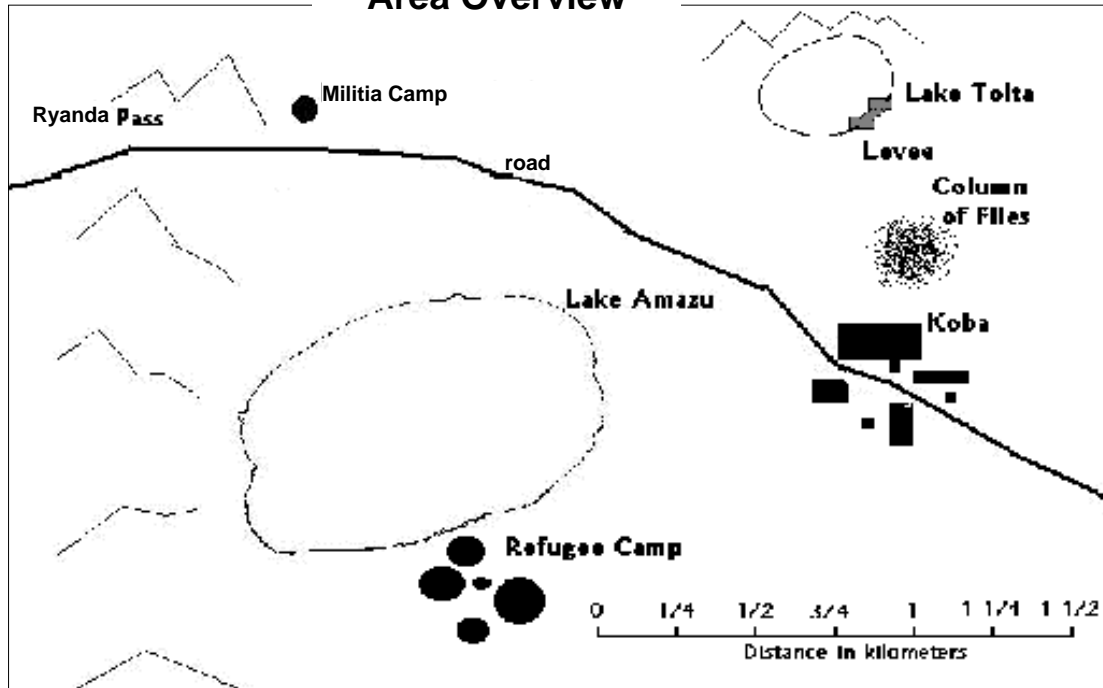 Area Overview
Militia Camp
Ryanda Pass
Lake Tolta
Levee
road
Column
of Flies
Lake Amazu
Koba
Refugee Camp
0 1/4 1/2 3/4 1 1 1/4 1 1/2
Distance in kilometers